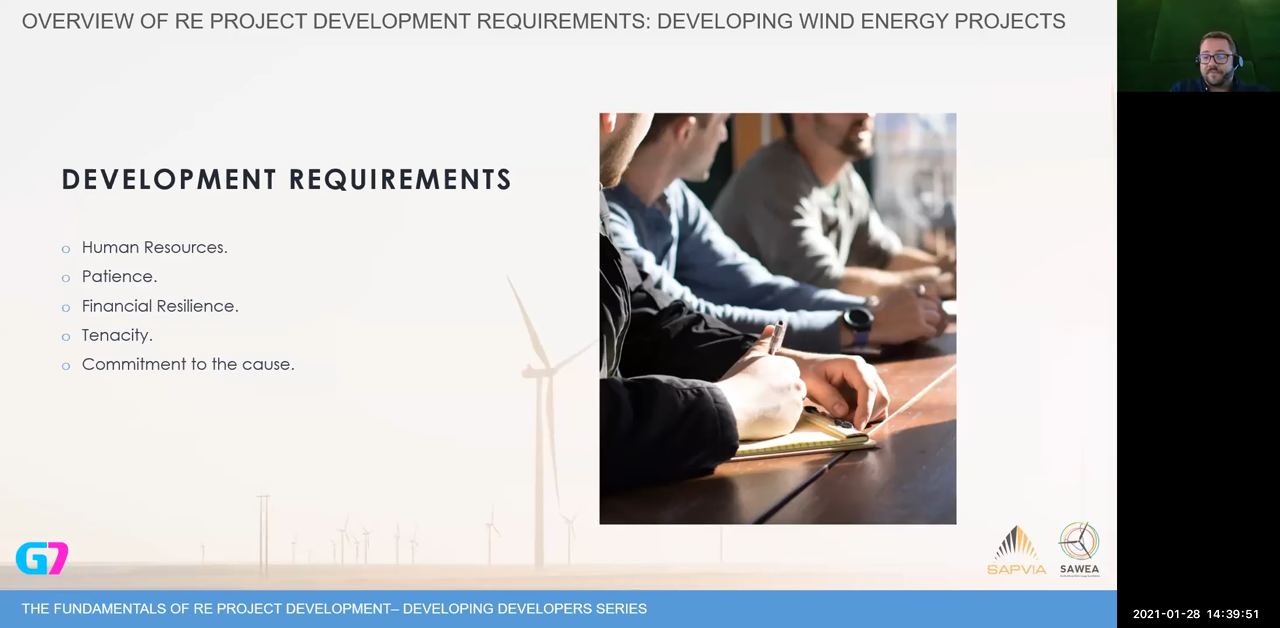 OVERVIEW OF RE PROJECT DEVELOPMENT REQUIREMENTS: DEVELOPING WIND ENERGY PROJECTS
DEVELOPMENT REQUIREMENTS
o Human Resources.
o Patience.
o Financial Resilience.
o Tenacity.
o Commitment to the cause.
G7
SAPVIA
SAWEA
THE FUNDAMENTALS OF RE PROJECT DEVELOPMENT– DEVELOPING DEVELOPERS SERIES
2021-01-28 14:39:51